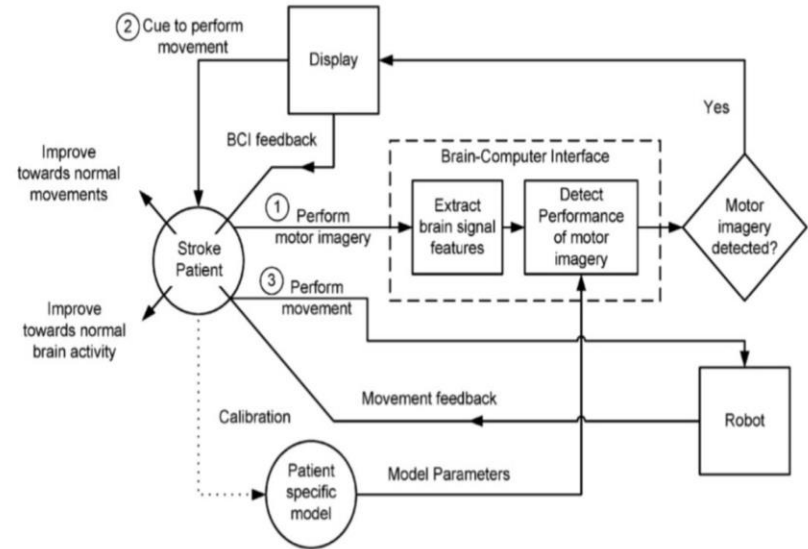 2 Cue to perform
movement
Display
Yes
BCI feedback
Improve
towards normal
movements
Brain-Computer Interface
1 Perform
motor imagery
Extract
brain signal
features
Detect
Performance
of motor
imagery
Motor
imagery
detected?
Stroke
Patient
3 Perform
movement
Improve
towards normal
brain activity
Movement feedback
Robot
Calibration
Patient
specific
model
Model Parameters